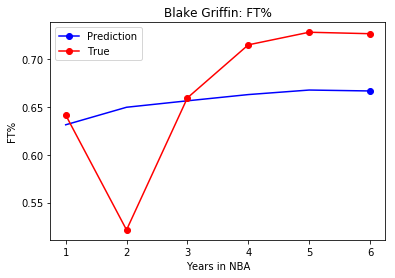 Blake Griffin: FT%
Prediction
True
FT%
0.70
0.65
0.60
0.55
1 2 3 4 5 6
Years in NBA